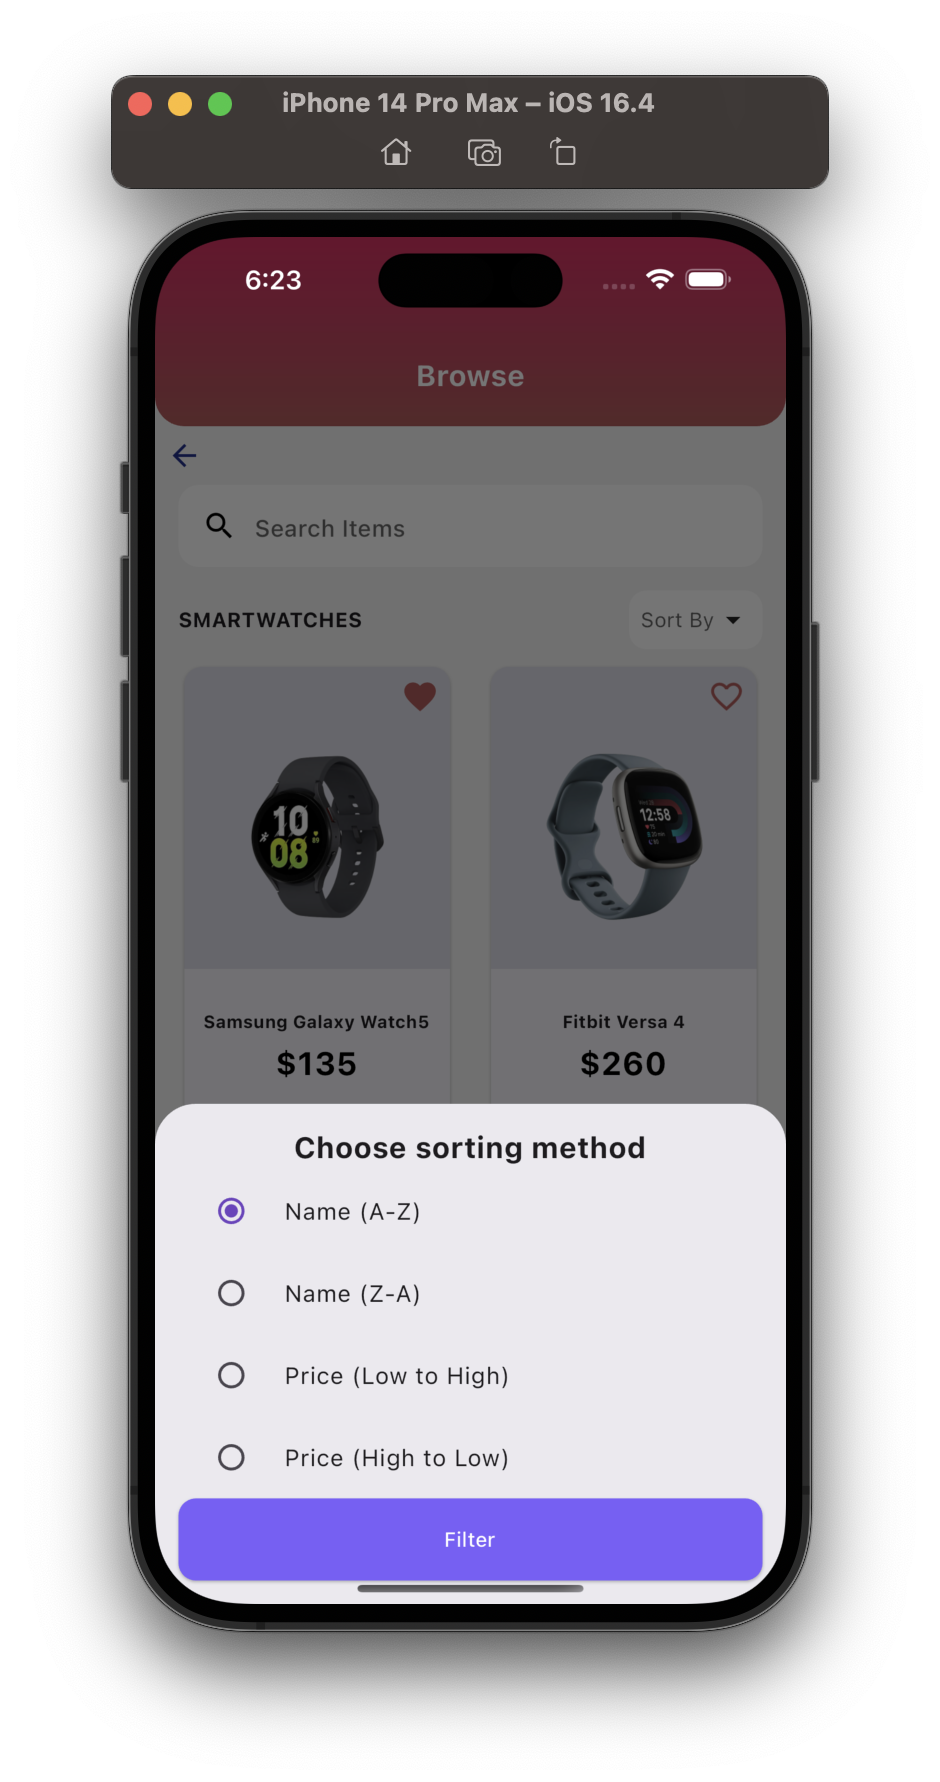 iPhone 14 Pro Max – iOS 16.4
6:23
Browse
Search Items
SMARTWATCHES
Sort By
10
08
12:58
Samsung Galaxy Watch5
Fitbit Versa 4
$135
$260
Choose sorting method
Name (A-Z)
Name (Z-A)
Price (Low to High)
Price (High to Low)
Filter